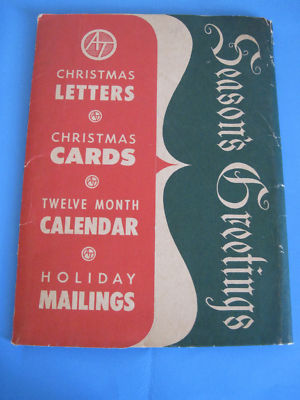 AT
CHRISTMAS
LETTERS
CHRISTMAS
CARDS
TWELVE MONTH
CALENDAR
HOLIDAY
MAILINGS
Seasons Greetings